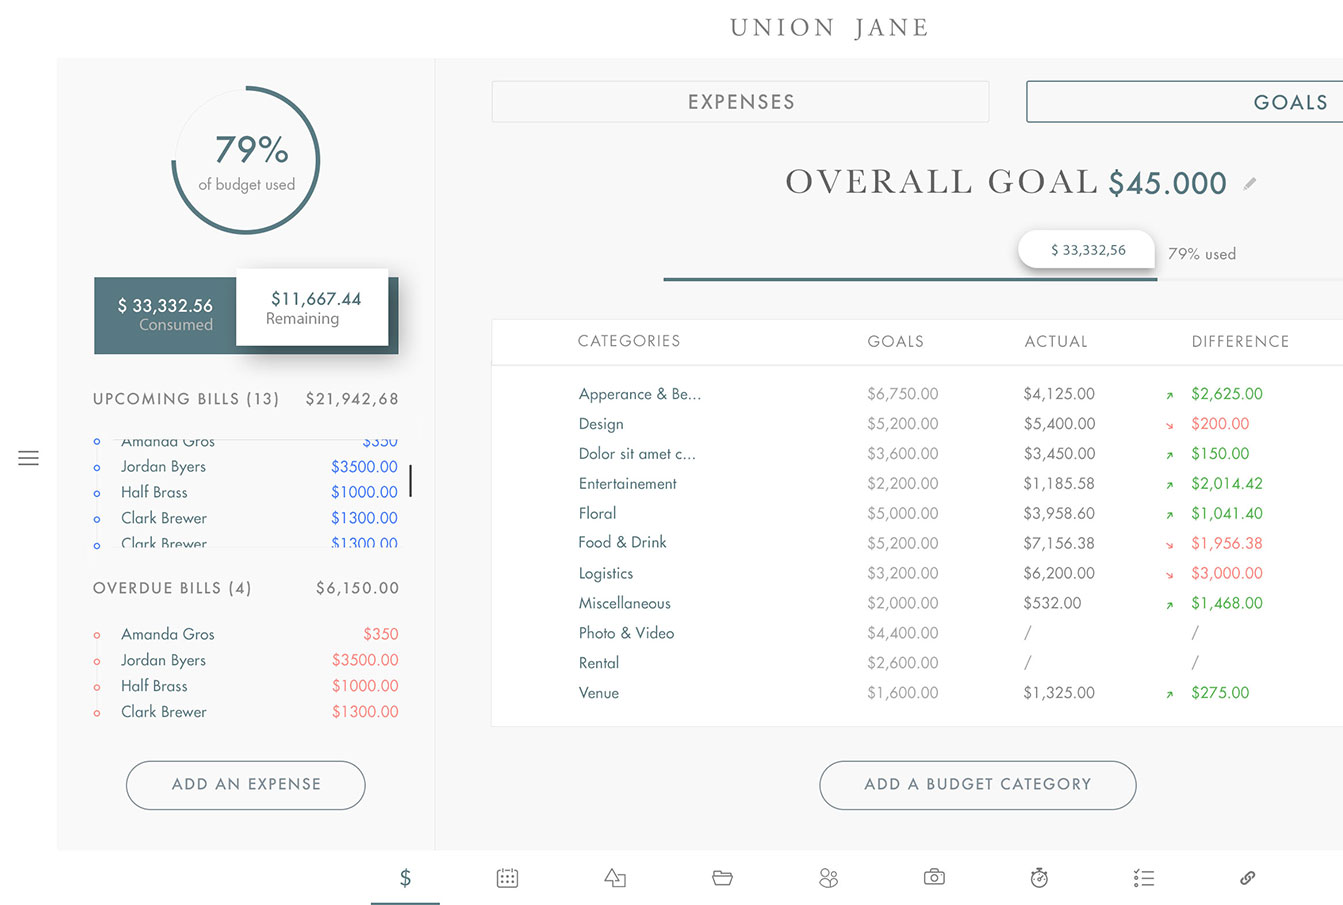 UNION JANE
79%
of budget used
$ 33,332.56
Consumed
$11,667.44
Remaining
UPCOMING BILLS (13) $21,942,68
Amanda Gros $350
Jordan Byers $3500.00
Half Brass $1000.00
Clark Brewer $1300.00
Clark Brewer $1300.00
OVERDUE BILLS (4) $6,150.00
Amanda Gros $350
Jordan Byers $3500.00
Half Brass $1000.00
Clark Brewer $1300.00
ADD AN EXPENSE
EXPENSES
GOALS
OVERALL GOAL $45.000
$ 33,332,56
79% used
CATEGORIES GOALS ACTUAL DIFFERENCE
Apperance & Be... $6,750.00 $4,125.00 $2,625.00
Design $5,200.00 $5,400.00 $200.00
Dolor sit amet c... $3,600.00 $3,450.00 $150.00
Entertainement $2,200.00 $1,185.58 $2,014.42
Floral $5,000.00 $3,958.60 $1,041.40
Food & Drink $5,200.00 $7,156.38 $1,956.38
Logistics $3,200.00 $6,200.00 $3,000.00
Miscellaneous $2,000.00 $532.00 $1,468.00
Photo & Video $4,400.00 / /
Rental $2,600.00 / /
Venue $1,600.00 $1,325.00 $275.00
ADD A BUDGET CATEGORY
$